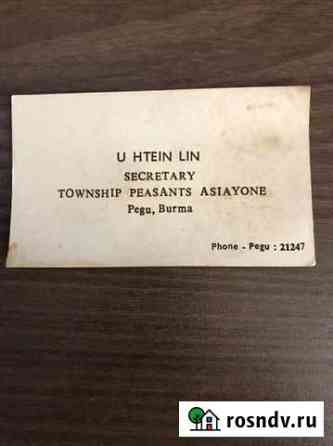 U HTEIN LIN
SECRETARY
TOWNSHIP PEASANTS ASIAYONE
Pegu, Burma
Phone - Pegu : 21247
rosndv.ru